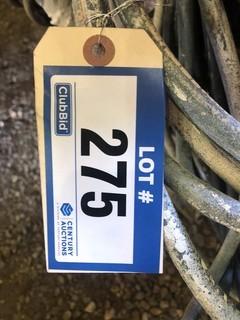 LOT #
275
ClubBid
CENTURY
AUCTIONS